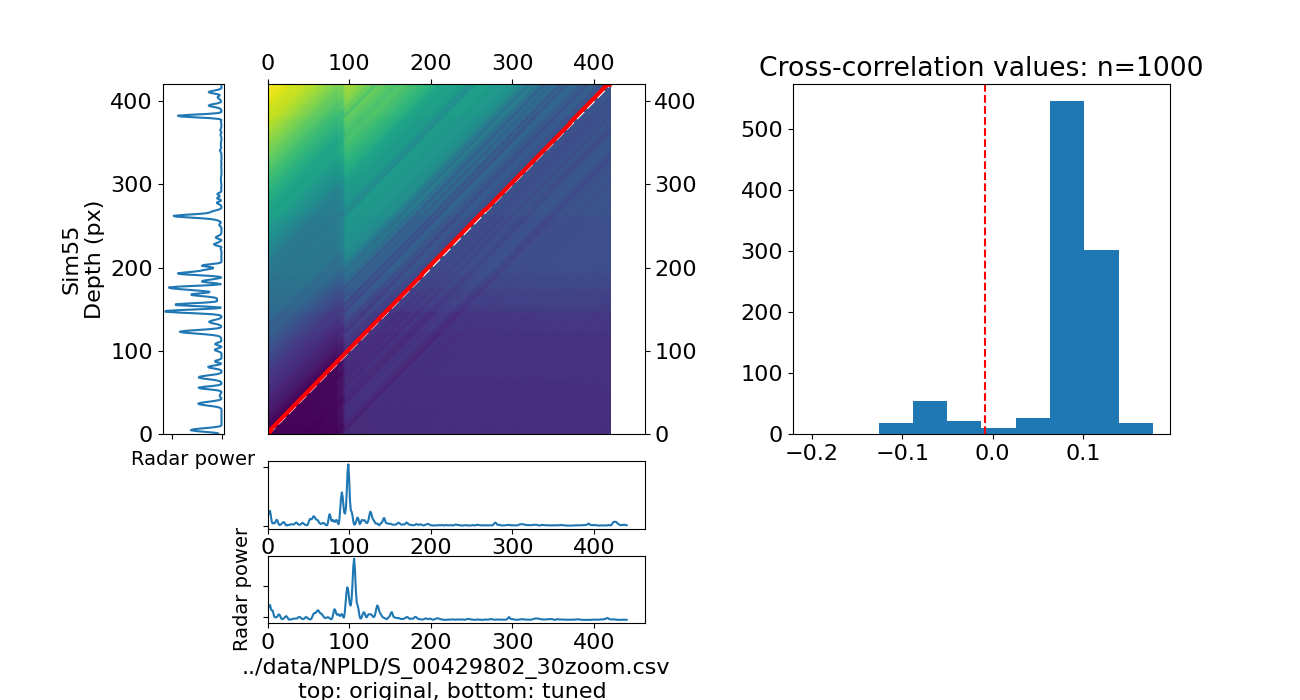 0 100 200 300 400
Cross-correlation values: n=1000
400
300
200
100
0
Sim55
Depth (px)
400
300
200
100
0
500
400
300
200
100
0
−0.2 −0.1 0.0 0.1
Radar power
0 100 200 300 400
Radar power
0 100 200 300 400
../data/NPLD/S_00429802_30zoom.csv
top: original, bottom: tuned